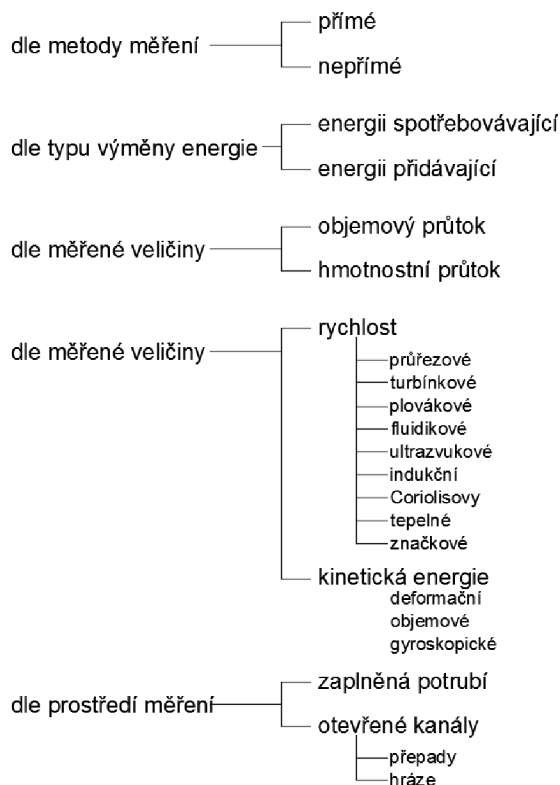 přímé
dle metody měření
nepřímé
energii spotřebovávající
dle typu výměny energie
energii přidávající
objemový průtok
dle měřené veličiny
hmotnostní průtok
rychlost
dle měřené veličiny
průřezové
turbínkové
plovákové
fluidikové
ultrazvukové
indukční
Coriolisovy
tepelné
značkové
kinetická energie
deformační
objemové
gyroskopické
zaplněná potrubí
dle prostředí měření
otevřené kanály
přepady
hráze